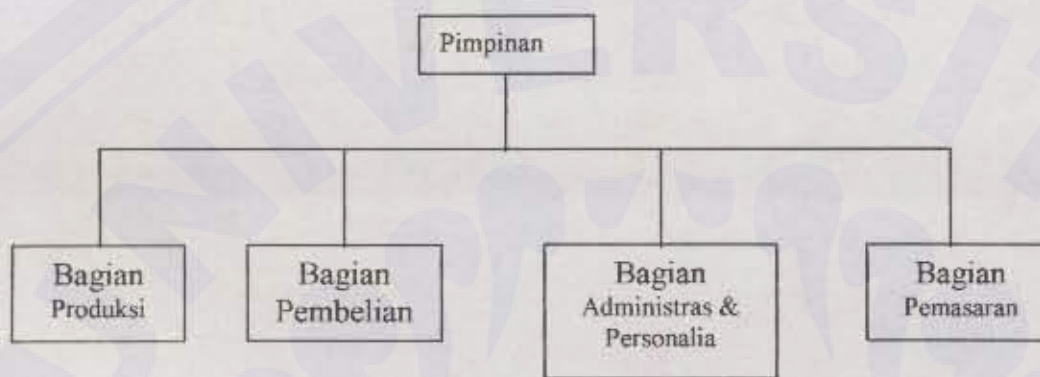 Pimpinan
Bagian
Produksi
Bagian
Pembelian
Bagian
Administras &
Personalia
Bagian
Pemasaran